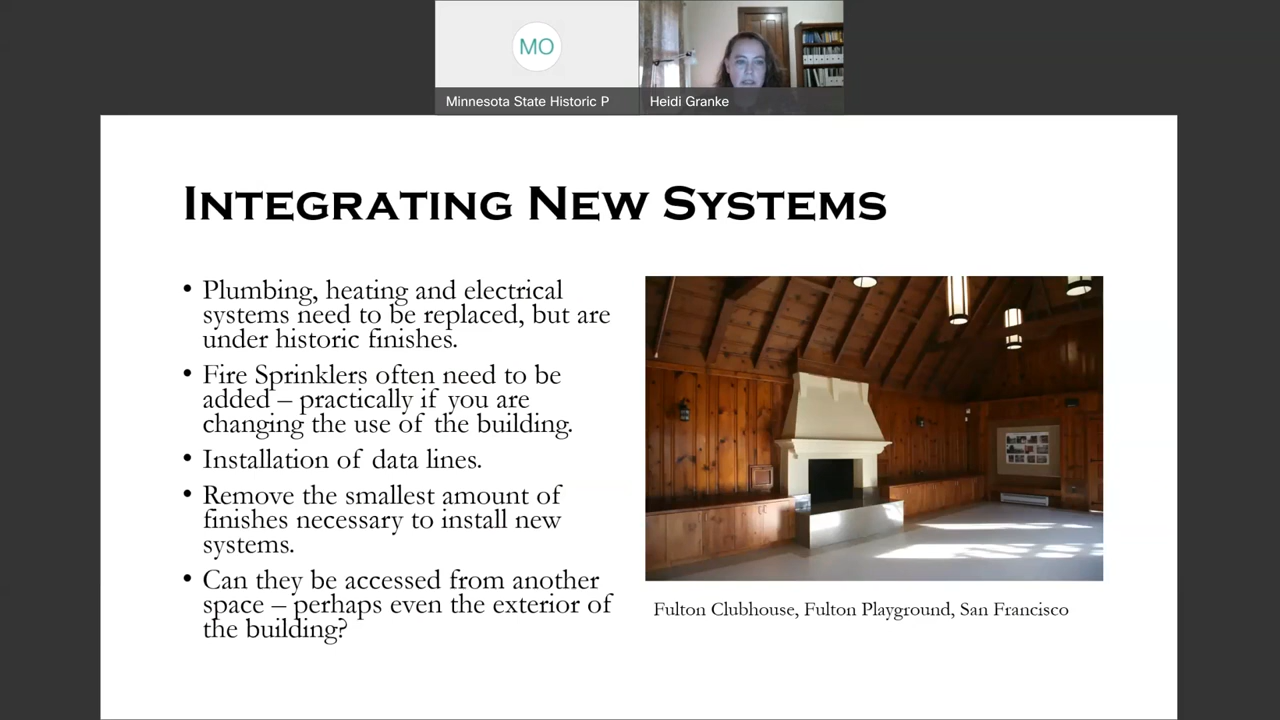 MO
Minnesota State Historic P
Heidi Granke
INTEGRATING NEW SYSTEMS
• Plumbing, heating and electrical
systems need to be replaced, but are
under historic finishes.
• Fire Sprinklers often need to be
added – practically if you are
changing the use of the building.
• Installation of data lines.
• Remove the smallest amount of
finishes necessary to install new
systems.
• Can they be accessed from another
space – perhaps even the exterior of
the building?
Fulton Clubhouse, Fulton Playground, San Francisco